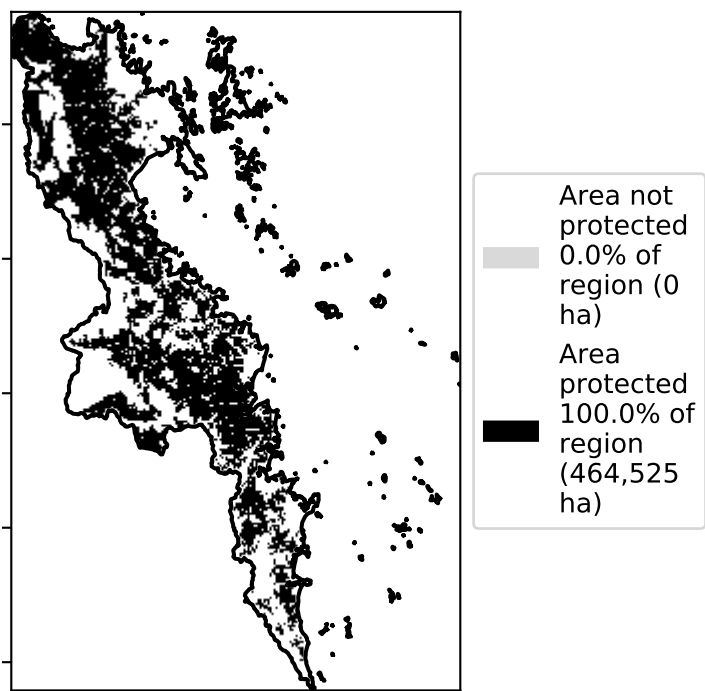 Area not
protected
0.0% of
region (0
ha)
Area
protected
100.0% of
region
(464,525
ha)